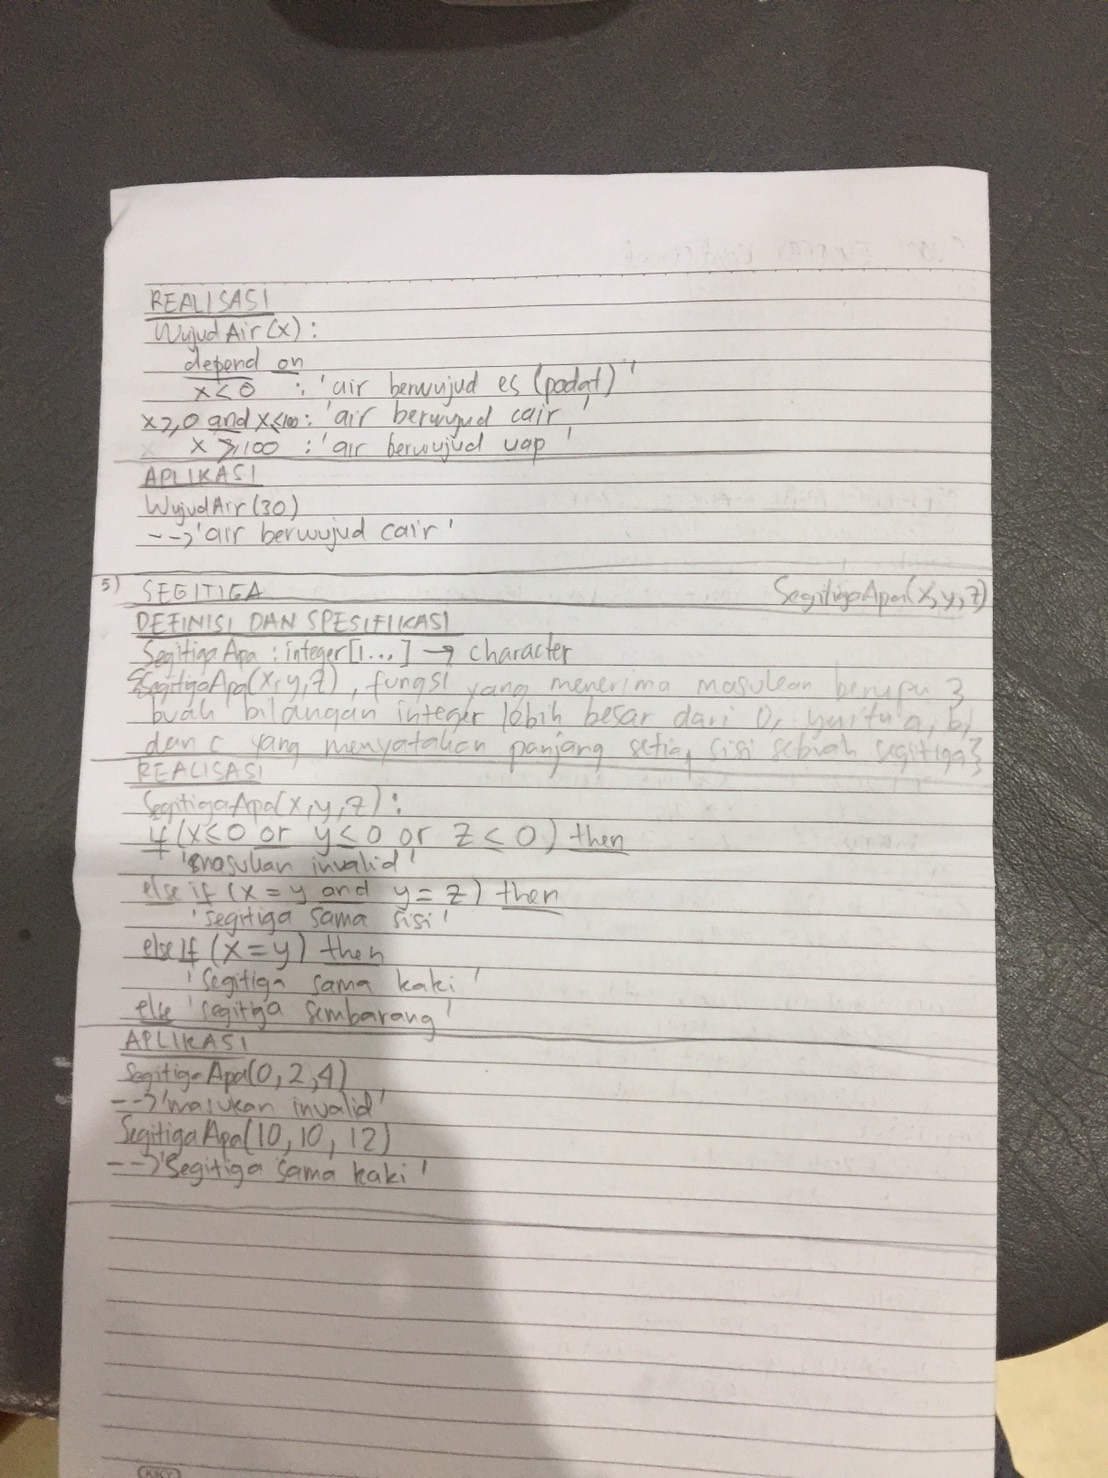 REALISASI
WujudAir(x):
depend on
x<0 : 'air berwujud es (padat)'
x≥0 and x≤100: 'air berwujud cair'
x ≥ 100 : 'air berwujud uap'
APLIKASI
WujudAir(30)
--> 'air berwujud cair'
5) SEGITIGA SegitigaApa(x,y,z)
DEFINISI DAN SPESIFIKASI
SegitigaApa : integer[1...] → character
{SegitigaApa(x,y,z), fungsi yang menerima masukan berupa 3
buah bilangan integer lebih besar dari 0, yaitu a, b,
dan c yang menyatakan panjang setiap sisi sebuah segitiga}
REALISASI
SegitigaApa(x,y,z):
if (x≤0 or y≤0 or z≤0) then
'masukan invalid'
else if (x=y and y=z) then
'segitiga sama sisi'
else if (x=y) then
'segitiga sama kaki'
else 'segitiga sembarang'
APLIKASI
SegitigaApa(0,2,4)
--> 'masukan invalid'
SegitigaApa(10,10,12)
--> 'segitiga sama kaki'
KKY